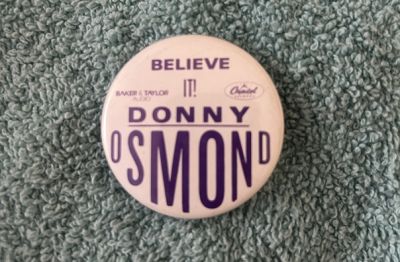 BELIEVE
IT!
BAKER & TAYLOR
AUDIO
Capitol
DONNY
OSMOND